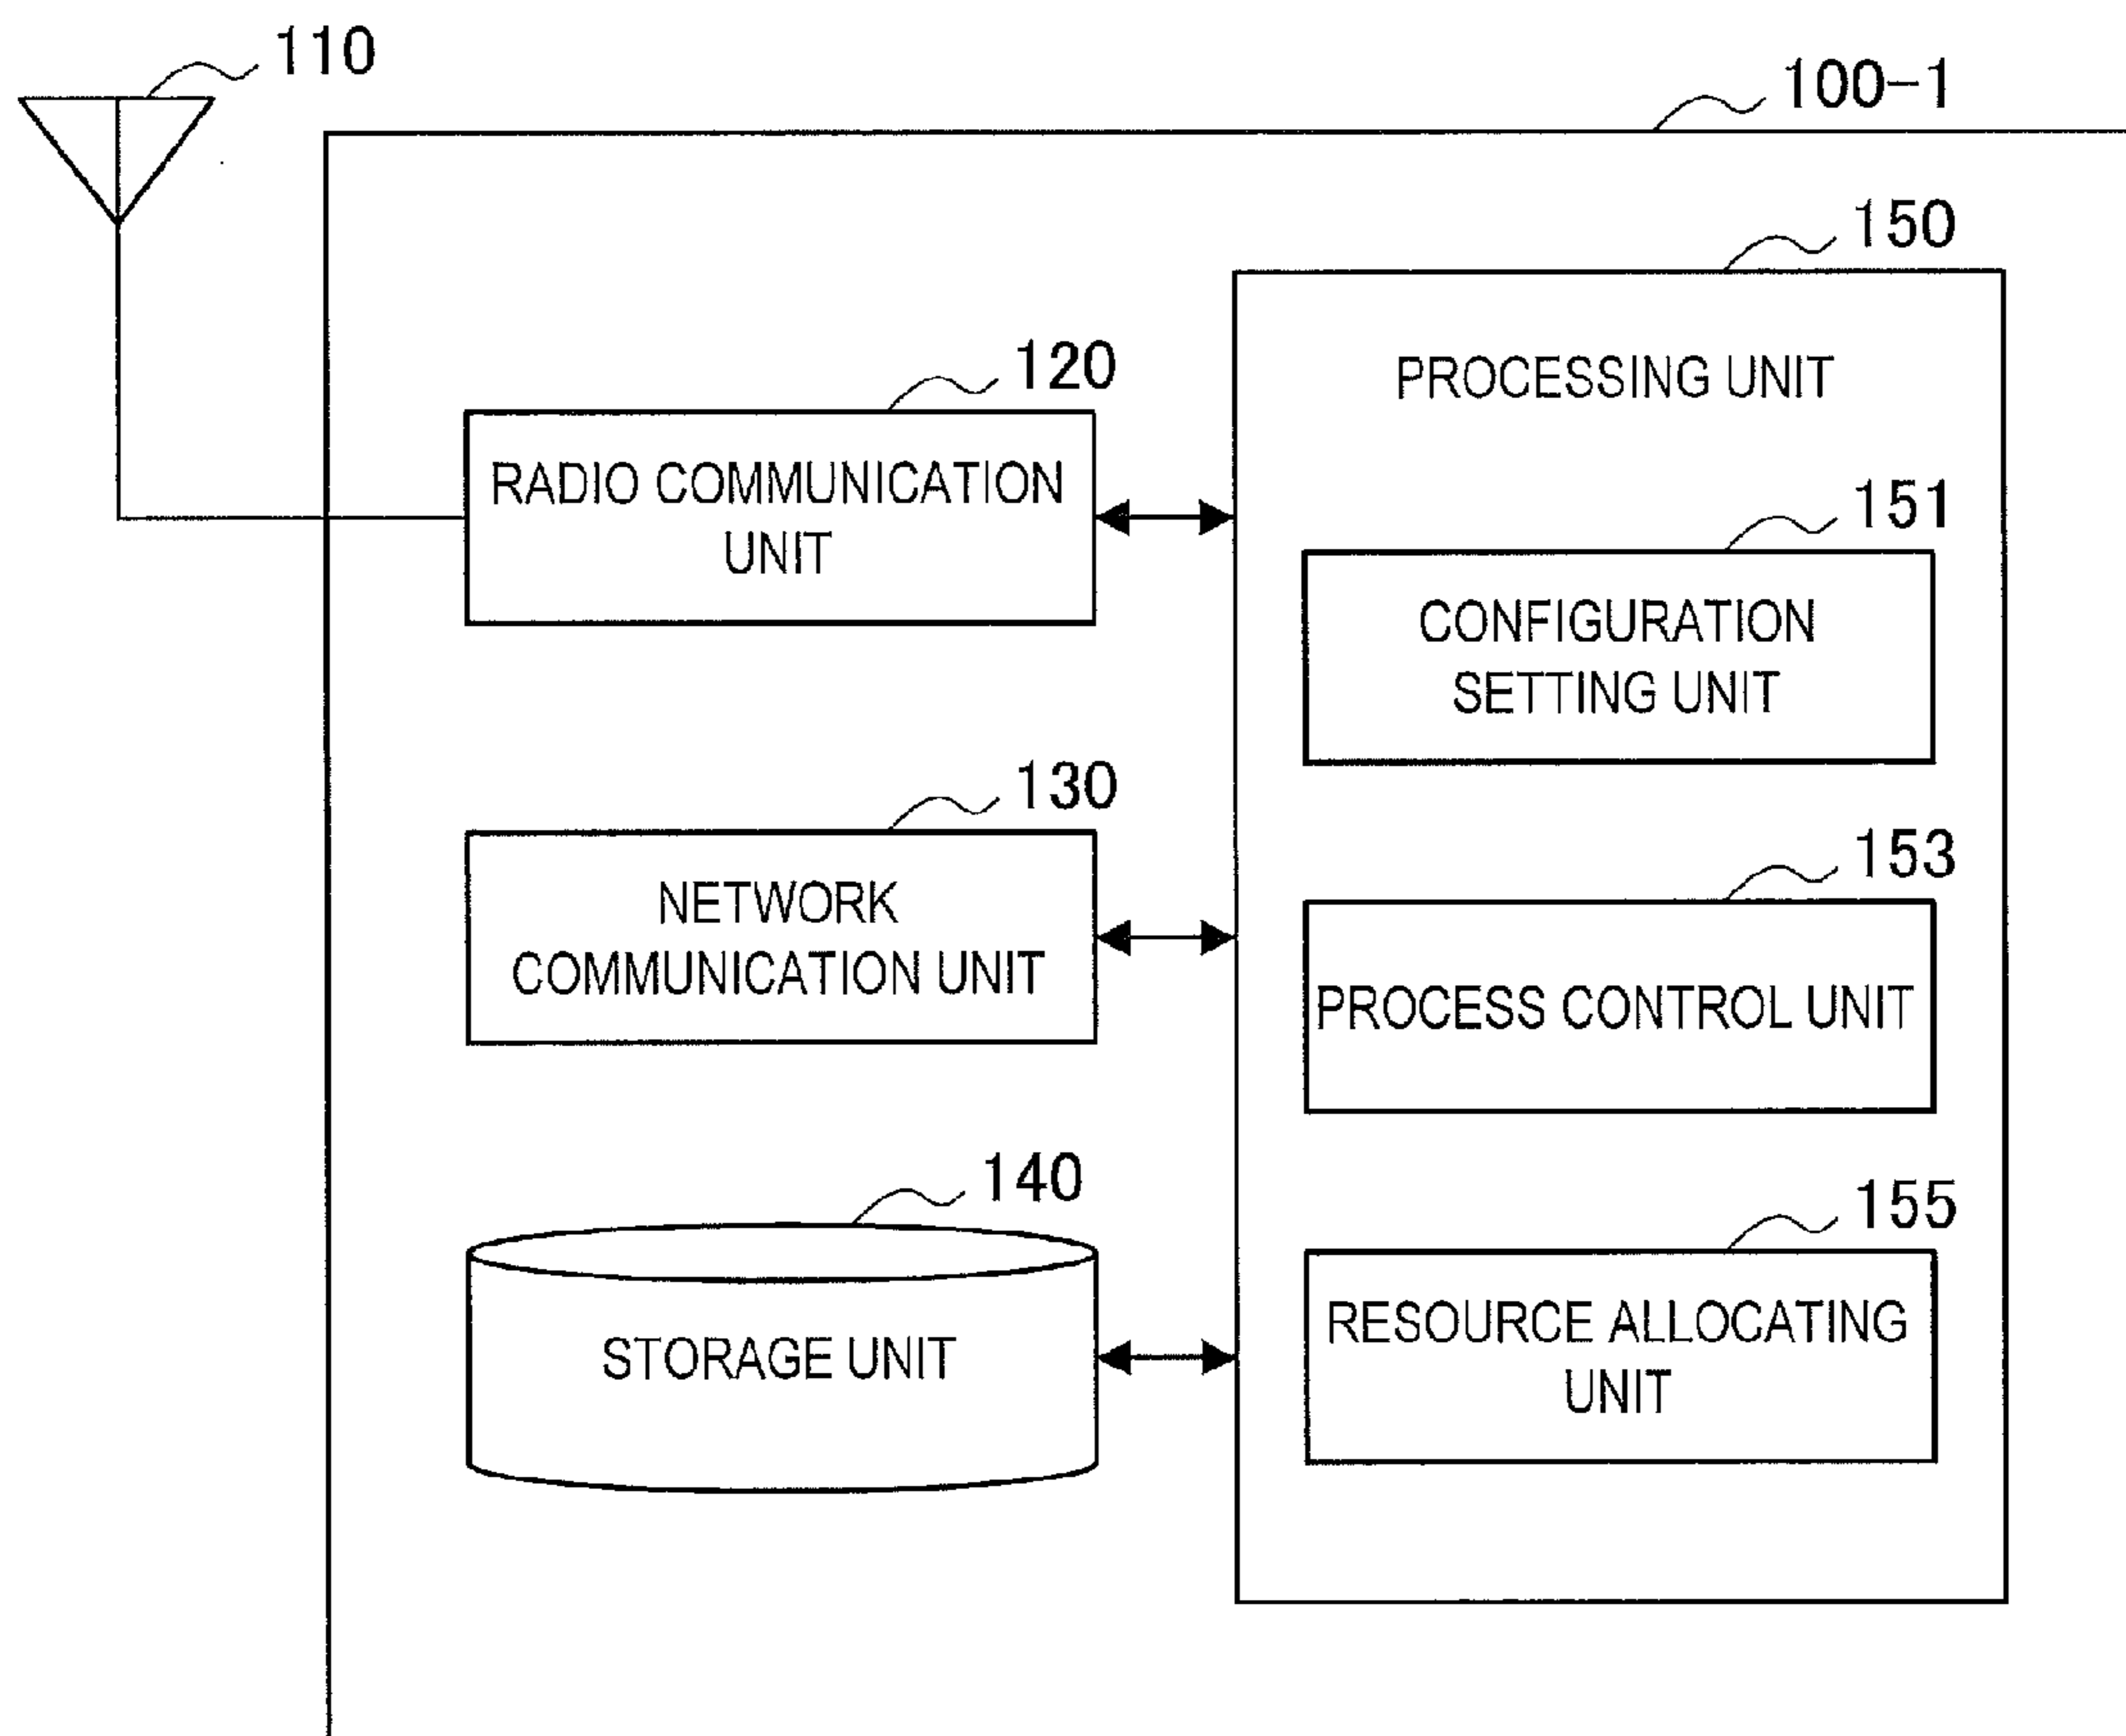 110
100-1
150
PROCESSING UNIT
120
RADIO COMMUNICATION
UNIT
151
CONFIGURATION
SETTING UNIT
130
NETWORK
COMMUNICATION UNIT
153
PROCESS CONTROL UNIT
140
STORAGE UNIT
155
RESOURCE ALLOCATING
UNIT